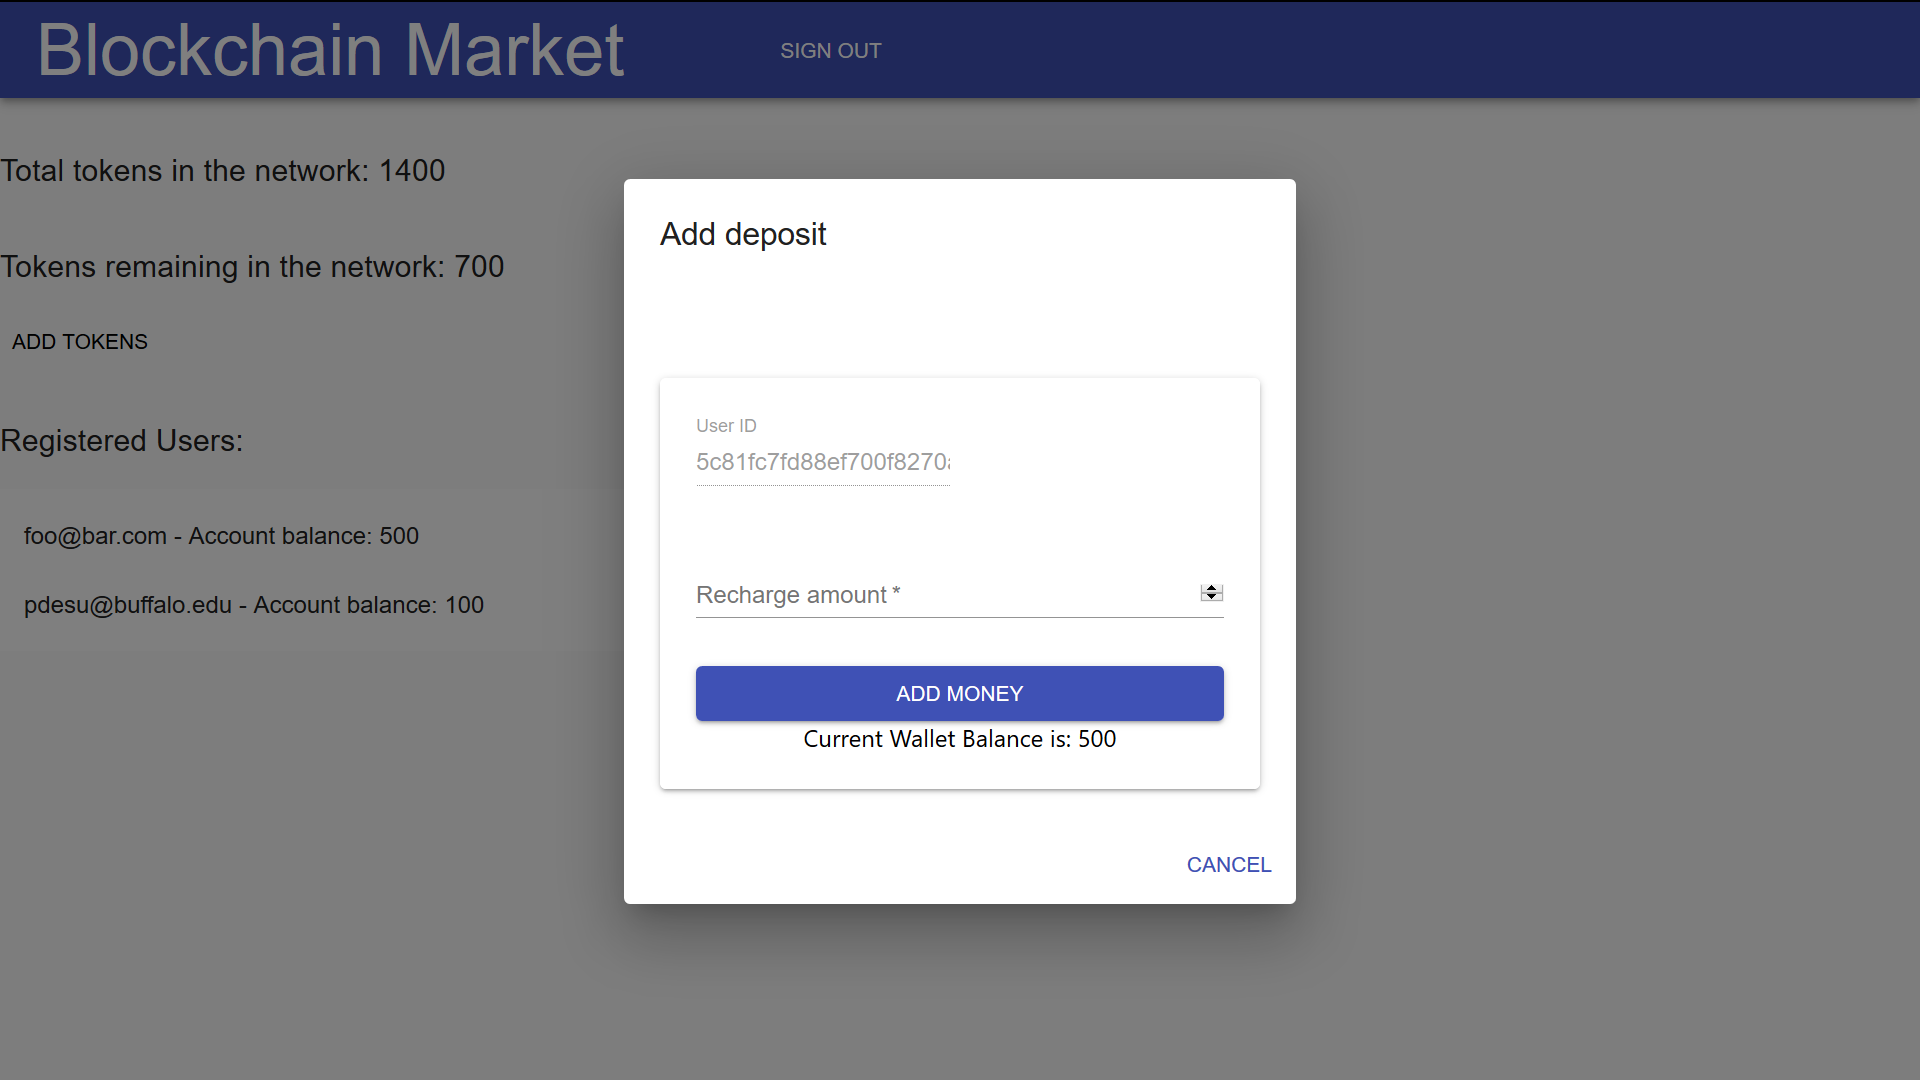 Blockchain Market
SIGN OUT
Total tokens in the network: 1400
Tokens remaining in the network: 700
ADD TOKENS
Registered Users:
foo@bar.com - Account balance: 500
pdesu@buffalo.edu - Account balance: 100
Add deposit
User ID
5c81fc7fd88ef700f8270
Recharge amount *
ADD MONEY
Current Wallet Balance is: 500
CANCEL